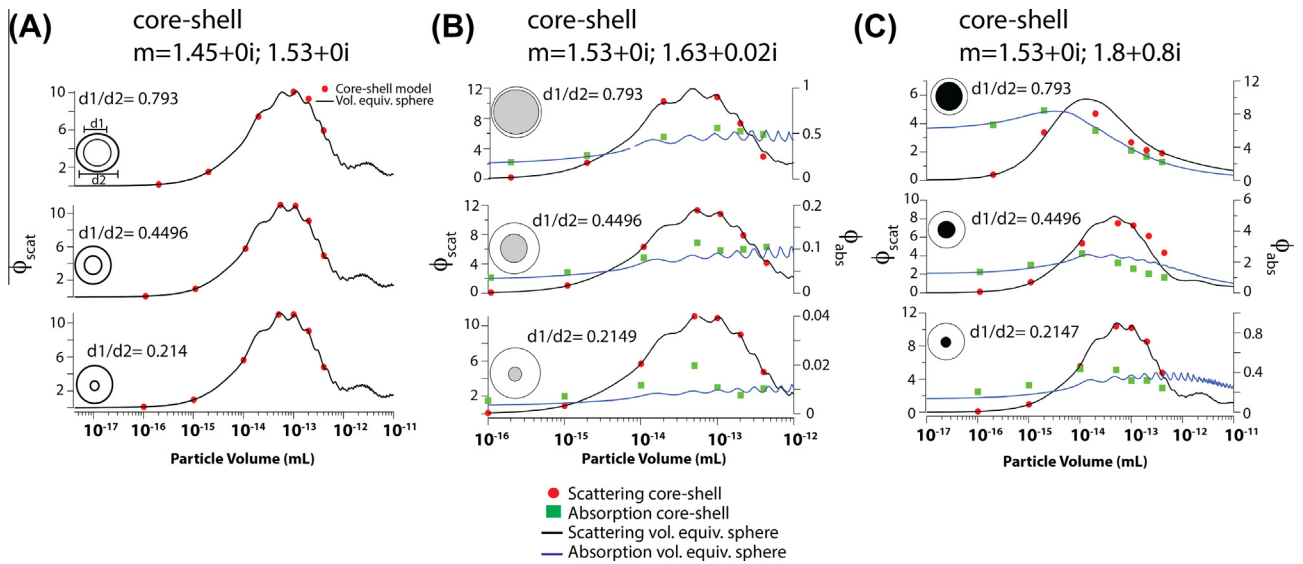 (A)
core-shell
m=1.45+0i; 1.53+0i
Core-shell model
Vol. equiv. sphere
d1/d2= 0.793
d1
d2
10
6
2
d1/d2= 0.4496
10
6
2
ϕscat
d1/d2= 0.214
10
6
2
10-17 10-16 10-15 10-14 10-13 10-12 10-11
Particle Volume (mL)
(B)
core-shell
m=1.53+0i; 1.63+0.02i
d1/d2= 0.793
12
8
4
0
1
0.5
0
d1/d2= 0.4496
12
8
4
0
0.2
0.1
0
ϕscat
ϕabs
d1/d2= 0.2149
10
6
2
0.04
0.02
0
10-16 10-15 10-14 10-13 10-12
Particle Volume (mL)
(C)
core-shell
m=1.53+0i; 1.8+0.8i
d1/d2= 0.793
6
4
2
0
12
8
4
0
d1/d2= 0.4496
10
8
6
4
2
0
6
4
2
0
ϕscat
ϕabs
d1/d2= 0.2147
12
8
4
0
0.8
0.4
0
10-17 10-16 10-15 10-14 10-13 10-12 10-11
Particle Volume (mL)
Scattering core-shell
Absorption core-shell
Scattering vol. equiv. sphere
Absorption vol. equiv. sphere